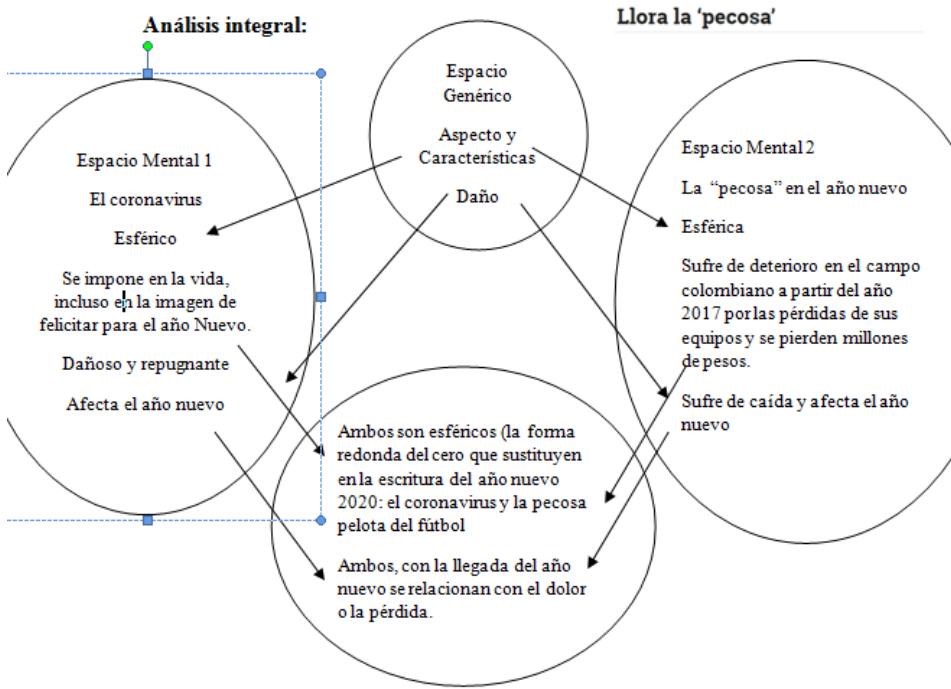 Análisis integral:
Llora la ‘pecosa’
Espacio
Genérico
Aspecto y
Características
Daño
Espacio Mental 1
El coronavirus
Esférico
Se impone en la vida,
incluso en la imagen de
felicitar para el año Nuevo.
Dañoso y repugnante
Afecta el año nuevo
Espacio Mental 2
La “pecosa” en el año nuevo
Esférica
Sufre de deterioro en el campo
colombiano a partir del año
2017 por las pérdidas de sus
equipos y se pierden millones
de pesos.
Sufre de caída y afecta el año
nuevo
Ambos son esféricos (la forma
redonda del cero que sustituyen
en la escritura del año nuevo
2020: el coronavirus y la pecosa
pelota del fútbol
Ambos, con la llegada del año
nuevo se relacionan con el dolor
o la pérdida.